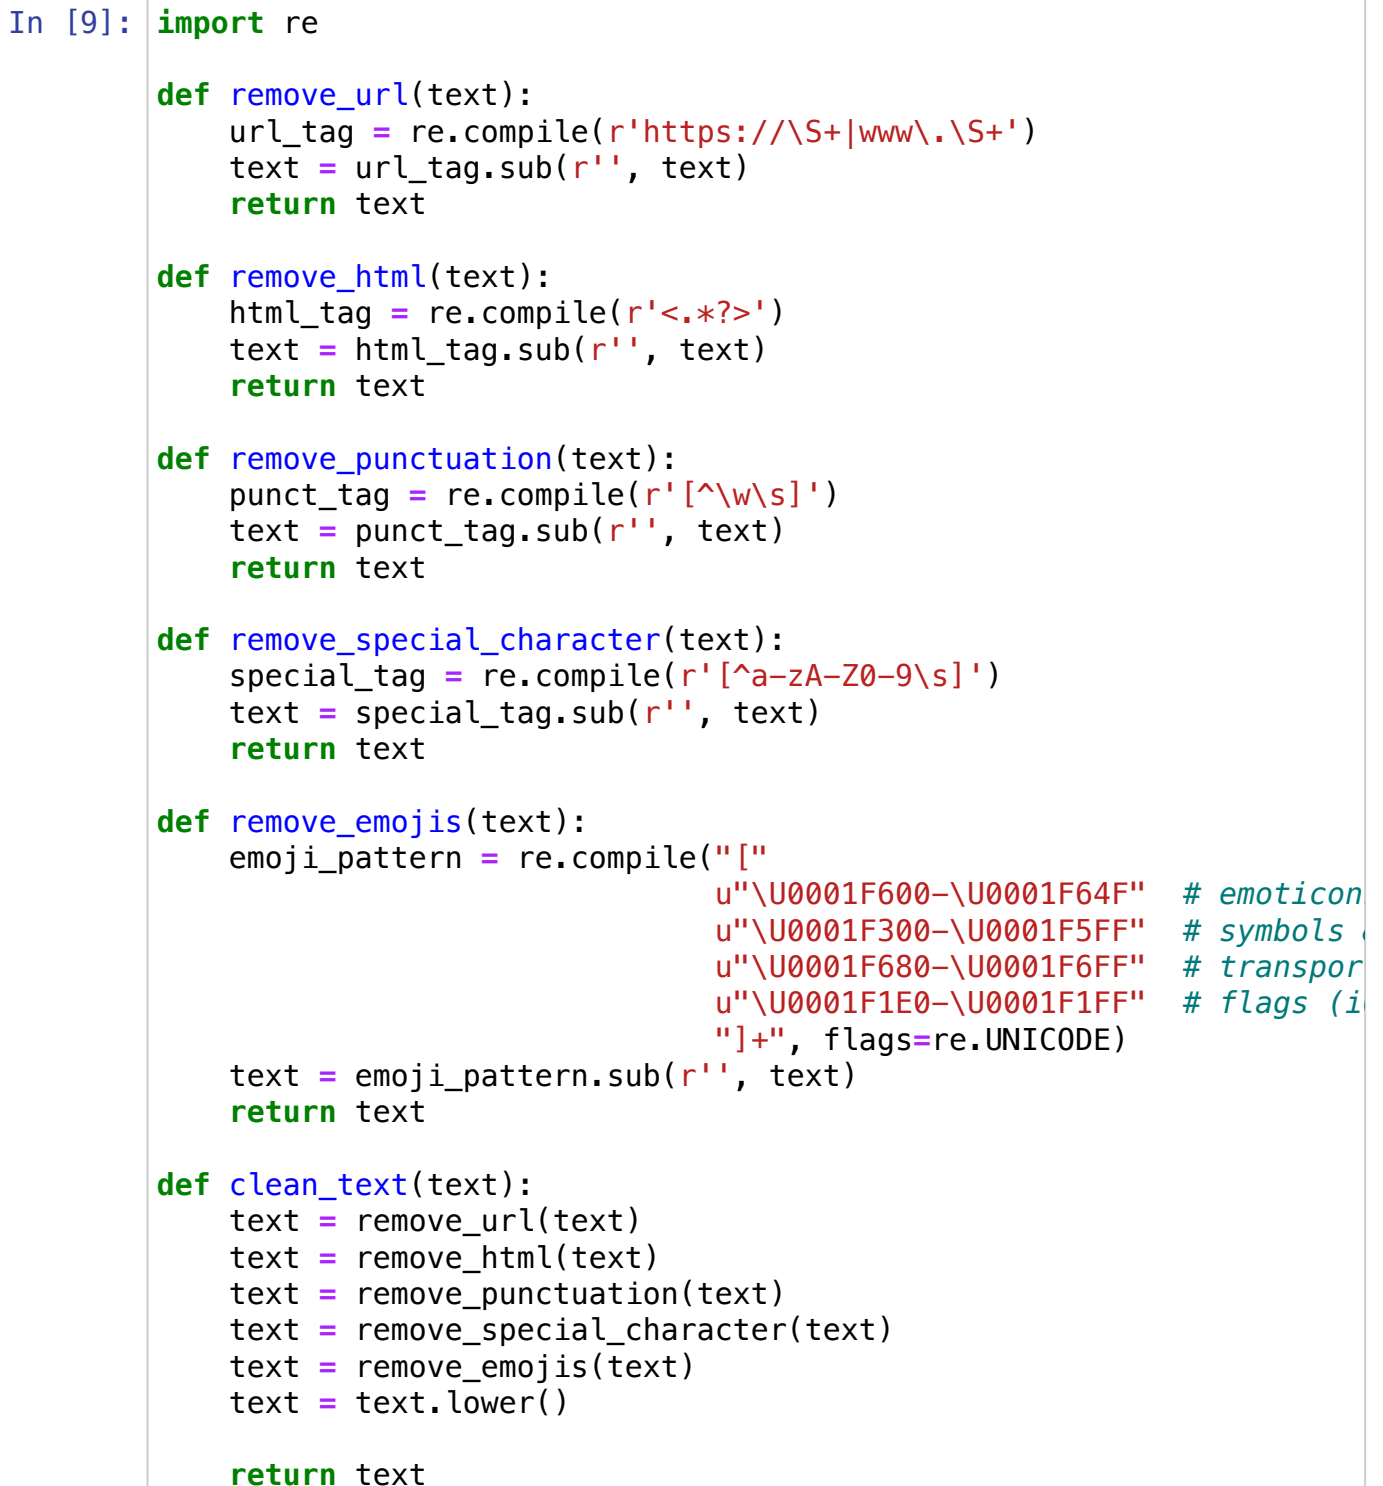 In [9]: import re
def remove_url(text):
    url_tag = re.compile(r'https://\S+|www\.\S+')
    text = url_tag.sub(r'', text)
    return text
def remove_html(text):
    html_tag = re.compile(r'<.*?>')
    text = html_tag.sub(r'', text)
    return text
def remove_punctuation(text):
    punct_tag = re.compile(r'[^\w\s]')
    text = punct_tag.sub(r'', text)
    return text
def remove_special_character(text):
    special_tag = re.compile(r'[^a-zA-Z0-9\s]')
    text = special_tag.sub(r'', text)
    return text
def remove_emojis(text):
    emoji_pattern = re.compile("["
                               u"\U0001F600-\U0001F64F"  # emoticon
                               u"\U0001F300-\U0001F5FF"  # symbols
                               u"\U0001F680-\U0001F6FF"  # transpor
                               u"\U0001F1E0-\U0001F1FF"  # flags (i
                               "]+", flags=re.UNICODE)
    text = emoji_pattern.sub(r'', text)
    return text
def clean_text(text):
    text = remove_url(text)
    text = remove_html(text)
    text = remove_punctuation(text)
    text = remove_special_character(text)
    text = remove_emojis(text)
    text = text.lower()
    return text